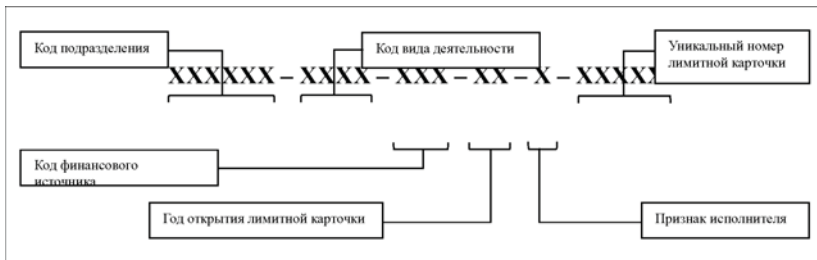 Код подразделения
Код вида деятельности
Уникальный номер
лимитной карточки
XXXXXX – XXXX – XXX – XX – X – XXXXX
Код финансового
источника
Год открытия лимитной карточки
Признак исполнителя